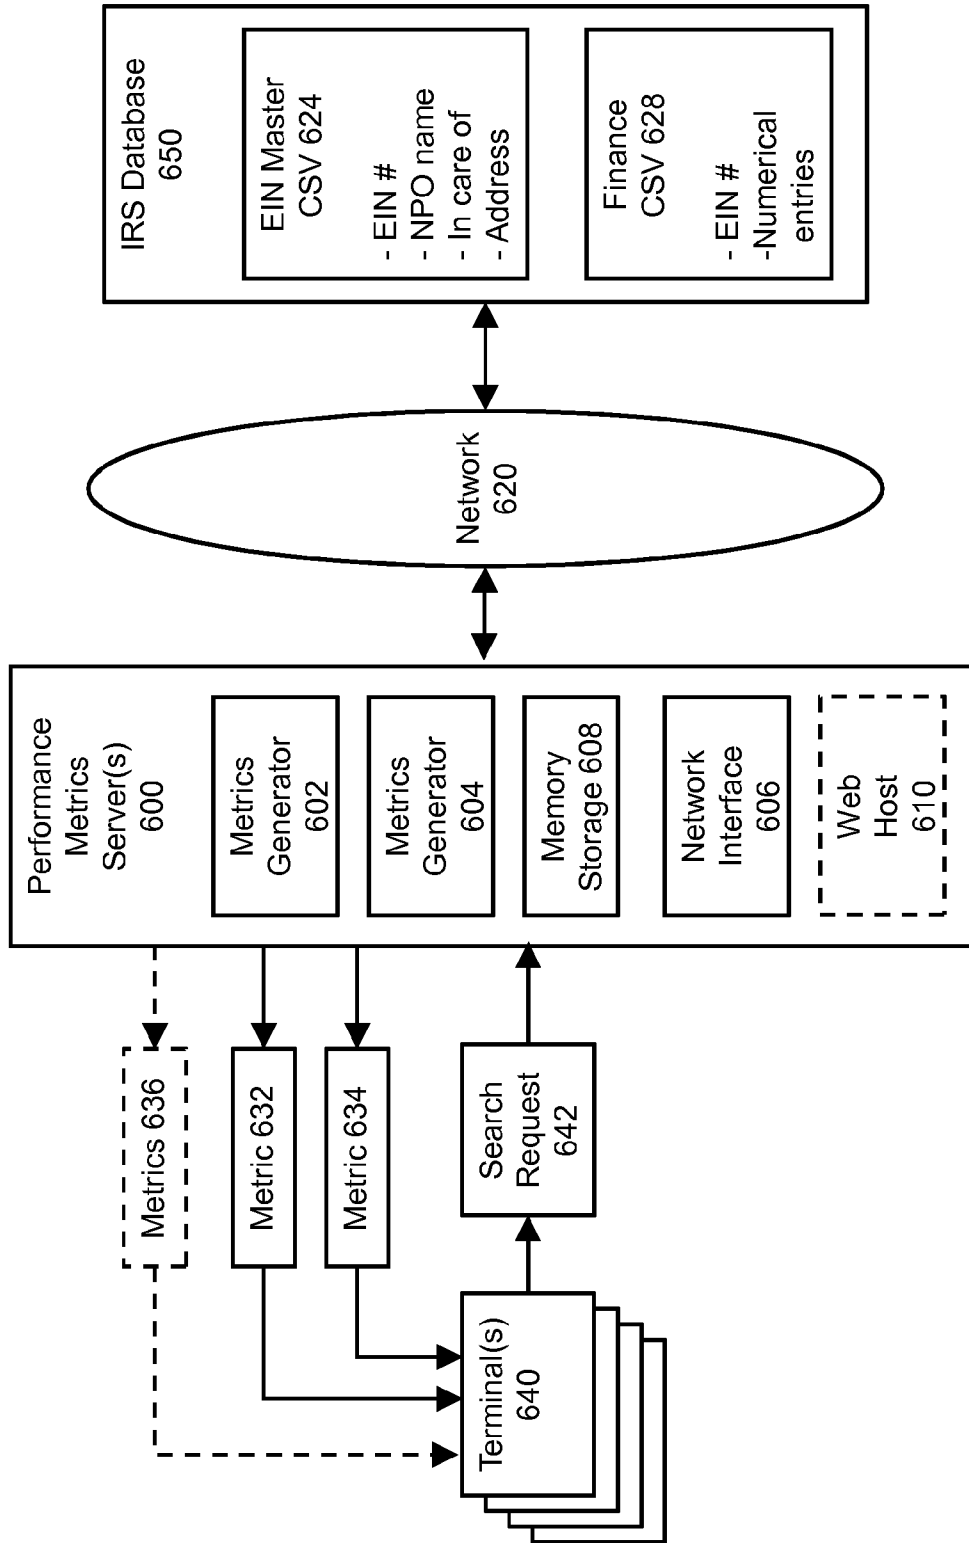 Metrics 636
Metric 632
Metric 634
Terminal(s)
640
Search
Request
642
Performance
Metrics
Server(s)
600
Metrics
Generator
602
Metrics
Generator
604
Memory
Storage 608
Network
Interface
606
Web
Host
610
Network
620
IRS Database
650
EIN Master
CSV 624
- EIN #
- NPO name
- In care of
- Address
Finance
CSV 628
- EIN #
-Numerical
entries